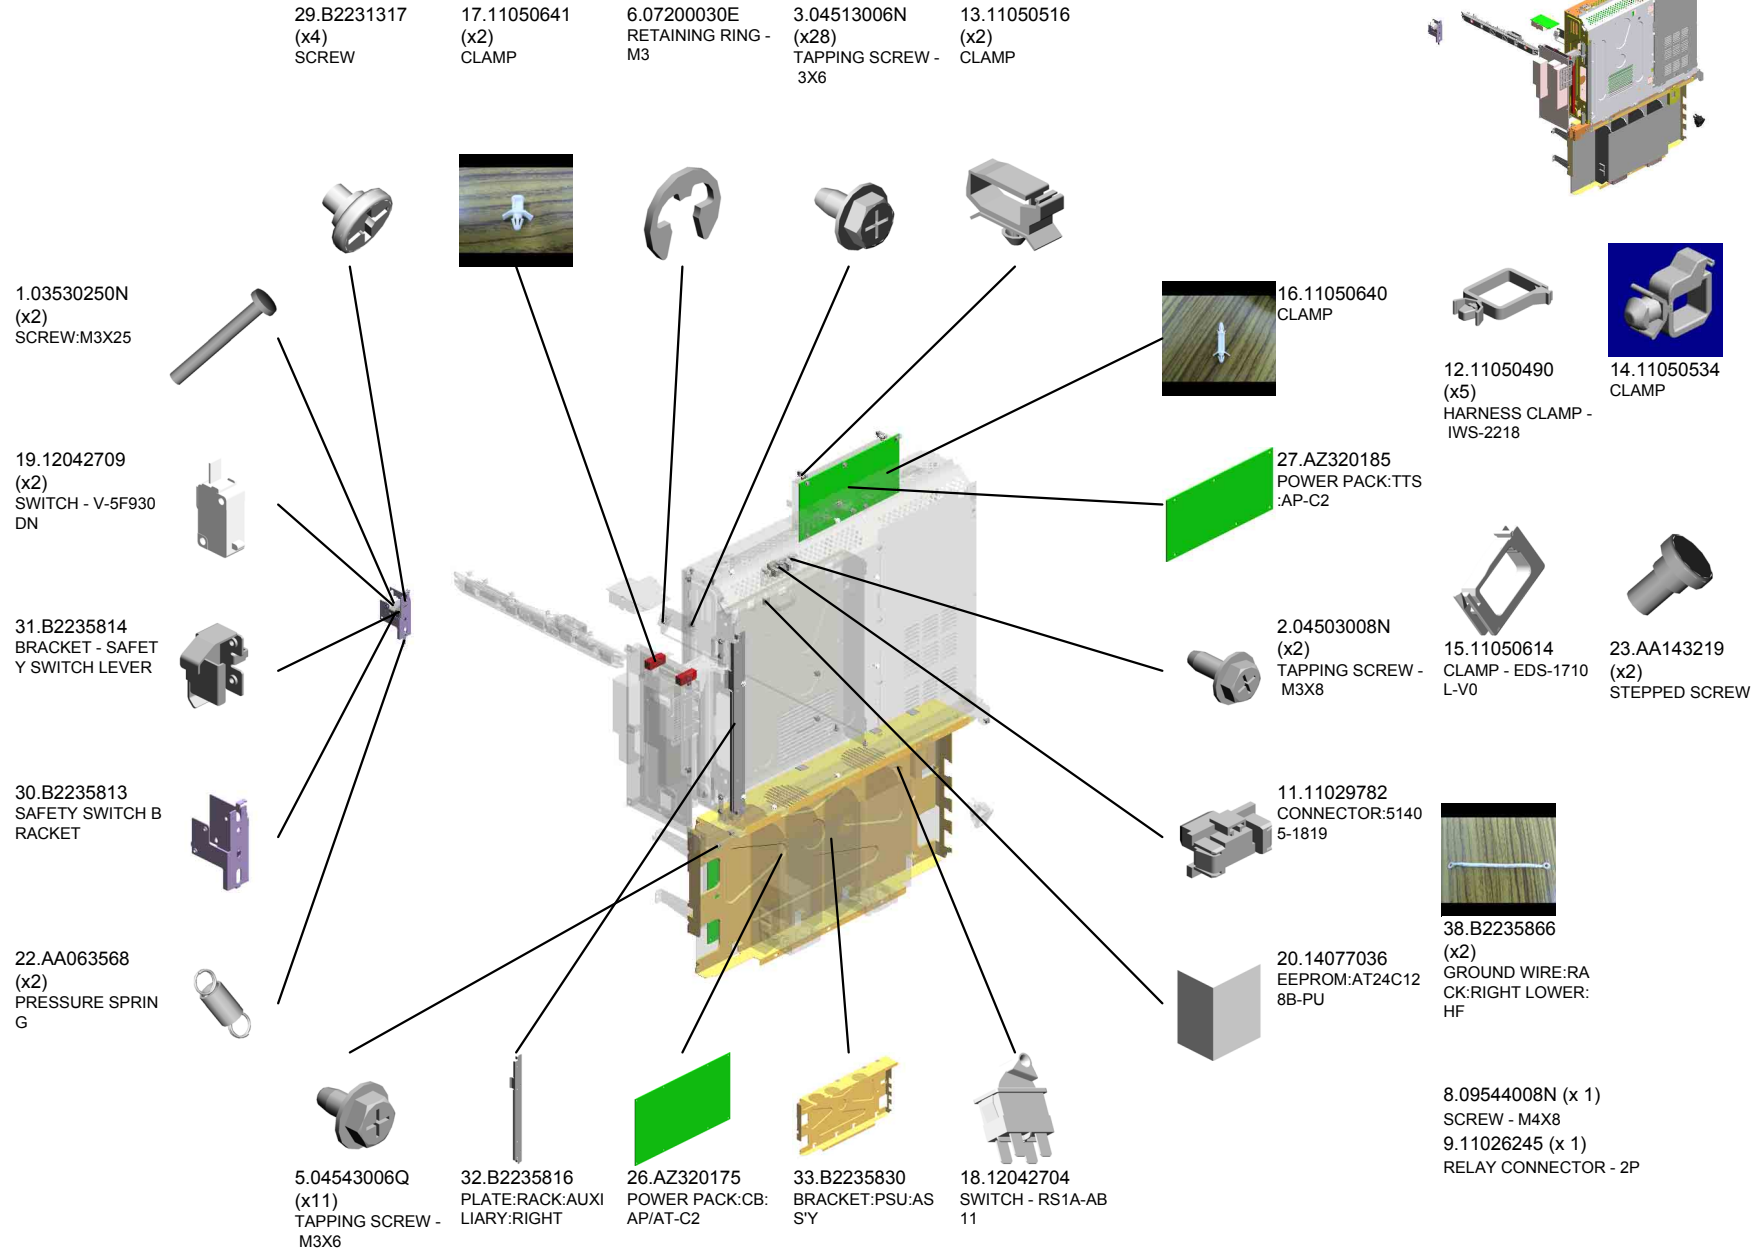 29.B2231317
(x4)
SCREW
17.11050641
(x2)
CLAMP
6.07200030E
RETAINING RING -
M3
3.04513006N
(x28)
TAPPING SCREW -
3X6
13.11050516
(x2)
CLAMP
1.03530250N
(x2)
SCREW:M3X25
16.11050640
CLAMP
12.11050490
(x5)
HARNESS CLAMP -
IWS-2218
14.11050534
CLAMP
19.12042709
(x2)
SWITCH - V-5F930
DN
27.AZ320185
POWER PACK:TTS
:AP-C2
31.B2235814
BRACKET - SAFET
Y SWITCH LEVER
2.04503008N
(x2)
TAPPING SCREW -
M3X8
15.11050614
CLAMP - EDS-1710
L-V0
23.AA143219
(x2)
STEPPED SCREW
30.B2235813
SAFETY SWITCH B
RACKET
11.11029782
CONNECTOR:5140
5-1819
38.B2235866
(x2)
GROUND WIRE:RA
CK:RIGHT LOWER:
HF
22.AA063568
(x2)
PRESSURE SPRIN
G
20.14077036
EEPROM:AT24C12
8B-PU
8.09544008N (x 1)
SCREW - M4X8
9.11026245 (x 1)
RELAY CONNECTOR - 2P
5.04543006Q
(x11)
TAPPING SCREW -
M3X6
32.B2235816
PLATE:RACK:AUXI
LIARY:RIGHT
26.AZ320175
POWER PACK:CB:
AP/AT-C2
33.B2235830
BRACKET:PSU:AS
S'Y
18.12042704
SWITCH - RS1A-AB
11